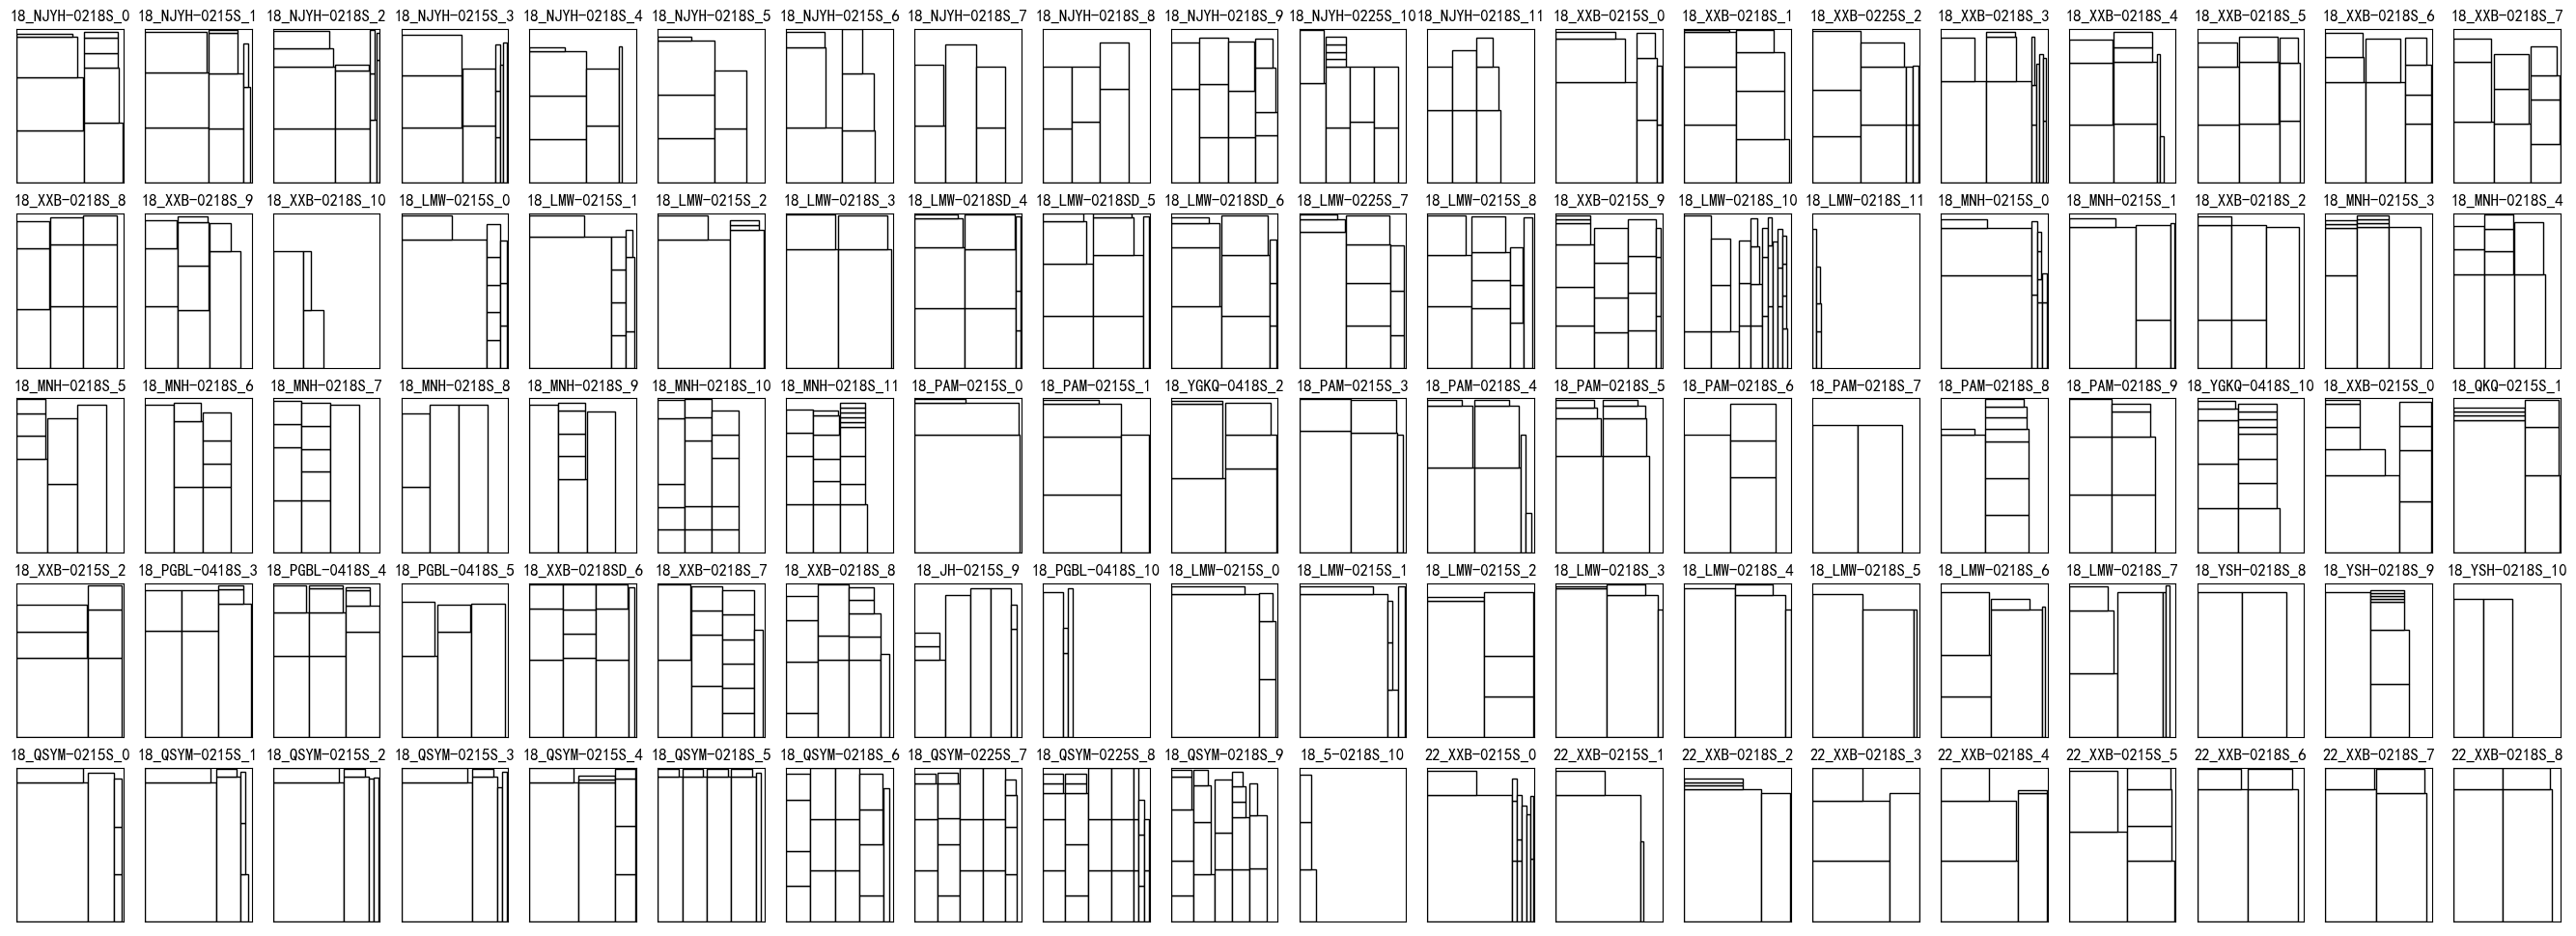 18_NJYH-0218S_0 18_NJYH-0215S_1 18_NJYH-0218S_2 18_NJYH-0215S_3 18_NJYH-0218S_4 18_NJYH-0218S_5 18_NJYH-0215S_6 18_NJYH-0218S_7 18_NJYH-0218S_8 18_NJYH-0218S_9 18_NJYH-0225S_10 18_NJYH-0218S_11 18_XXB-0215S_0 18_XXB-0218S_1 18_XXB-0225S_2 18_XXB-0218S_3 18_XXB-0218S_4 18_XXB-0218S_5 18_XXB-0218S_6 18_XXB-0218S_7
18_XXB-0218S_8 18_XXB-0218S_9 18_XXB-0218S_10 18_LMW-0215S_0 18_LMW-0215S_1 18_LMW-0215S_2 18_LMW-0218S_3 18_LMW-0218SD_4 18_LMW-0218SD_5 18_LMW-0218SD_6 18_LMW-0225S_7 18_LMW-0215S_8 18_XXB-0215S_9 18_LMW-0218S_10 18_LMW-0218S_11 18_MNH-0215S_0 18_MNH-0215S_1 18_XXB-0218S_2 18_MNH-0215S_3 18_MNH-0218S_4
18_MNH-0218S_5 18_MNH-0218S_6 18_MNH-0218S_7 18_MNH-0218S_8 18_MNH-0218S_9 18_MNH-0218S_10 18_MNH-0218S_11 18_PAM-0215S_0 18_PAM-0215S_1 18_YGKQ-0418S_2 18_PAM-0215S_3 18_PAM-0218S_4 18_PAM-0218S_5 18_PAM-0218S_6 18_PAM-0218S_7 18_PAM-0218S_8 18_PAM-0218S_9 18_YGKQ-0418S_10 18_XXB-0215S_0 18_QKQ-0215S_1
18_XXB-0215S_2 18_PGBL-0418S_3 18_PGBL-0418S_4 18_PGBL-0418S_5 18_XXB-0218SD_6 18_XXB-0218S_7 18_XXB-0218S_8 18_JH-0215S_9 18_PGBL-0418S_10 18_LMW-0215S_0 18_LMW-0215S_1 18_LMW-0215S_2 18_LMW-0218S_3 18_LMW-0218S_4 18_LMW-0218S_5 18_LMW-0218S_6 18_LMW-0218S_7 18_YSH-0218S_8 18_YSH-0218S_9 18_YSH-0218S_10
18_QSYM-0215S_0 18_QSYM-0215S_1 18_QSYM-0215S_2 18_QSYM-0215S_3 18_QSYM-0215S_4 18_QSYM-0218S_5 18_QSYM-0218S_6 18_QSYM-0225S_7 18_QSYM-0225S_8 18_QSYM-0218S_9 18_5-0218S_10 22_XXB-0215S_0 22_XXB-0215S_1 22_XXB-0218S_2 22_XXB-0218S_3 22_XXB-0218S_4 22_XXB-0215S_5 22_XXB-0218S_6 22_XXB-0218S_7 22_XXB-0218S_8